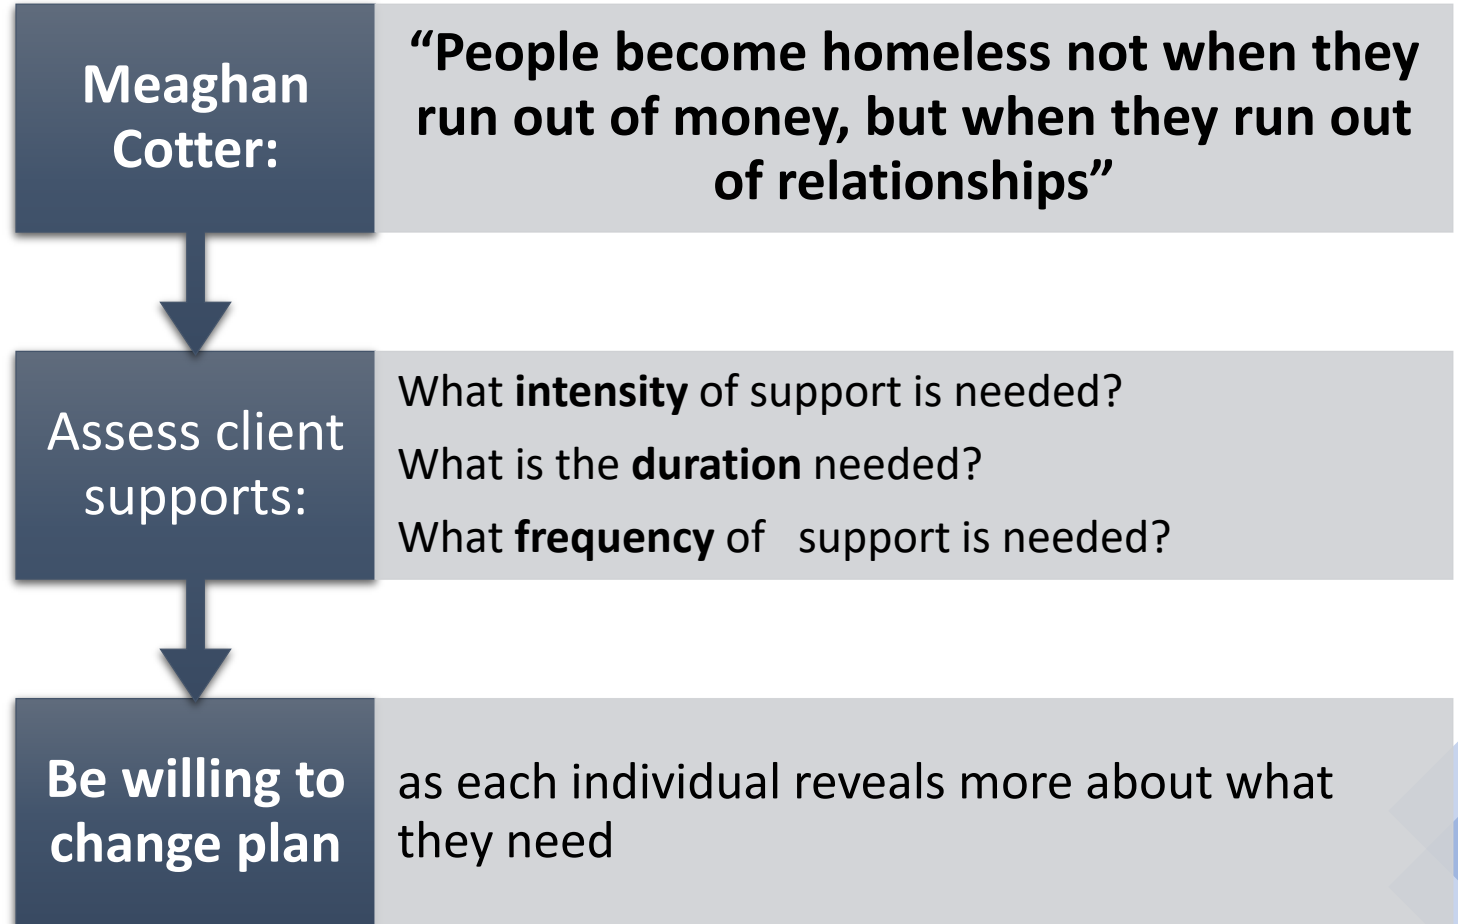 Meaghan
Cotter:
“People become homeless not when they
run out of money, but when they run out
of relationships”
Assess client
supports:
What intensity of support is needed?
What is the duration needed?
What frequency of   support is needed?
Be willing to
change plan
as each individual reveals more about what
they need